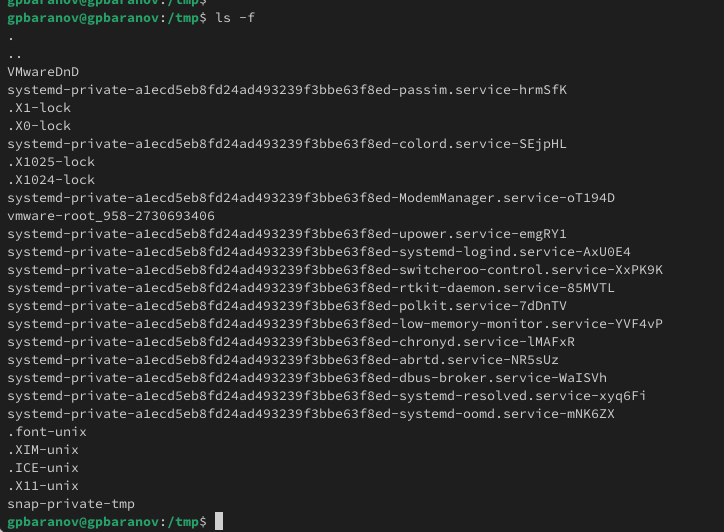 gpbaranov@gpbaranov:/tmp$
gpbaranov@gpbaranov:/tmp$ ls -f
.
..
VMwareDnD
systemd-private-a1ecd5eb8fd24ad493239f3bbe63f8ed-passim.service-hrmSfK
.X1-lock
.X0-lock
systemd-private-a1ecd5eb8fd24ad493239f3bbe63f8ed-colord.service-SEjpHL
.X1025-lock
.X1024-lock
systemd-private-a1ecd5eb8fd24ad493239f3bbe63f8ed-ModemManager.service-oT194D
vmware-root_958-2730693406
systemd-private-a1ecd5eb8fd24ad493239f3bbe63f8ed-upower.service-emgRY1
systemd-private-a1ecd5eb8fd24ad493239f3bbe63f8ed-systemd-logind.service-AxU0E4
systemd-private-a1ecd5eb8fd24ad493239f3bbe63f8ed-switcheroo-control.service-XxPK9K
systemd-private-a1ecd5eb8fd24ad493239f3bbe63f8ed-rtkit-daemon.service-85MVTL
systemd-private-a1ecd5eb8fd24ad493239f3bbe63f8ed-polkit.service-7dDnTV
systemd-private-a1ecd5eb8fd24ad493239f3bbe63f8ed-low-memory-monitor.service-YVF4vP
systemd-private-a1ecd5eb8fd24ad493239f3bbe63f8ed-chronyd.service-lMAFxR
systemd-private-a1ecd5eb8fd24ad493239f3bbe63f8ed-abrtd.service-NR5sUz
systemd-private-a1ecd5eb8fd24ad493239f3bbe63f8ed-dbus-broker.service-WaISVh
systemd-private-a1ecd5eb8fd24ad493239f3bbe63f8ed-systemd-resolved.service-xyq6Fi
systemd-private-a1ecd5eb8fd24ad493239f3bbe63f8ed-systemd-oomd.service-mNK6ZX
.font-unix
.XIM-unix
.ICE-unix
.X11-unix
snap-private-tmp
gpbaranov@gpbaranov:/tmp$